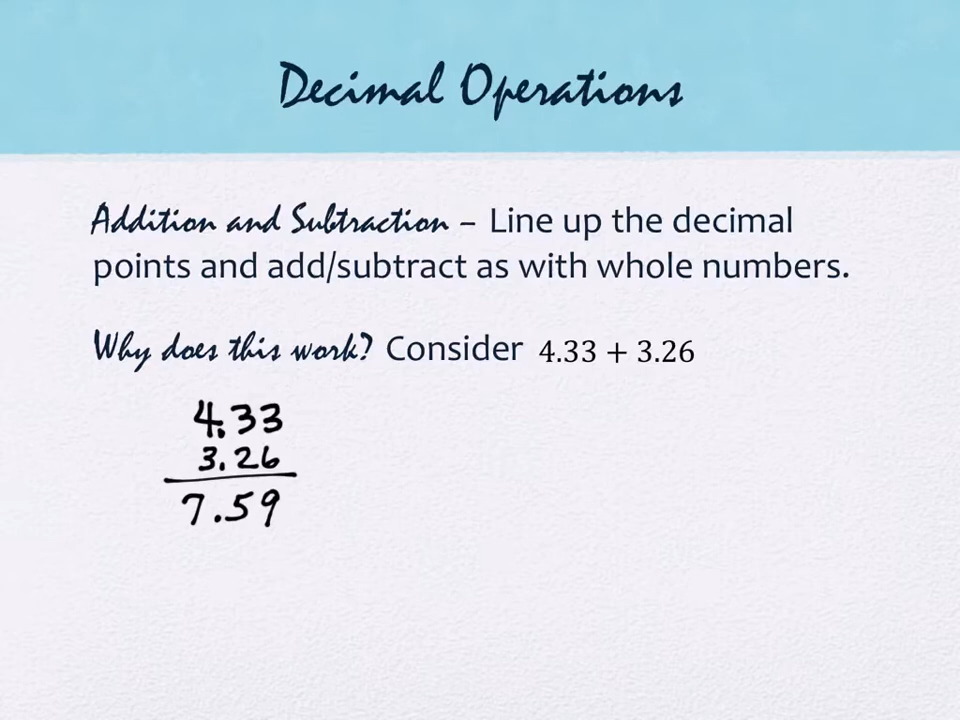 Decimal Operations
Addition and Subtraction – Line up the decimal
points and add/subtract as with whole numbers.
Why does this work? Consider 4.33 + 3.26
4.33
3.26
7.59